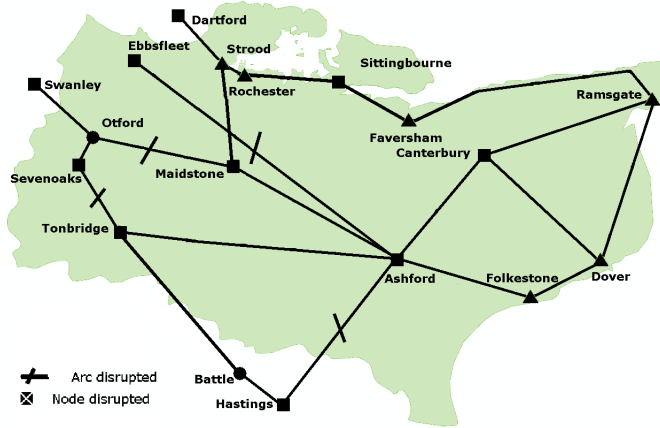 Dartford
Ebbsfleet
Strood
Sittingbourne
Swanley
Rochester
Ramsgate
Otford
Faversham
Canterbury
Sevenoaks
Maidstone
Tonbridge
Ashford
Folkestone
Dover
Battle
Hastings
Arc disrupted
Node disrupted